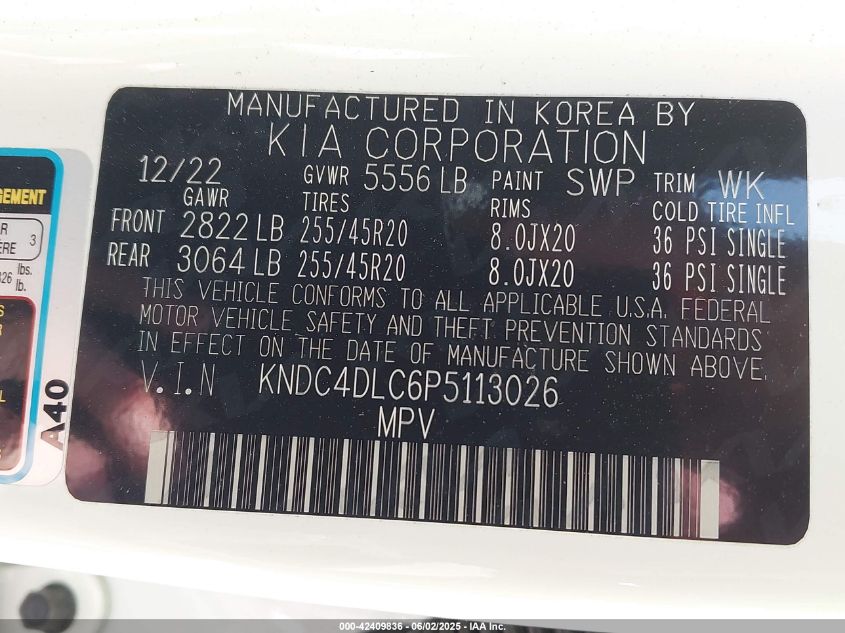 MANUFACTURED IN KOREA BY
KIA CORPORATION
12/22 GVWR 5556 LB PAINT SWP TRIM WK
GAWR TIRES RIMS COLD TIRE INFL
FRONT 2822 LB 255/45R20 8.0JX20 36 PSI SINGLE
REAR 3064 LB 255/45R20 8.0JX20 36 PSI SINGLE
THIS VEHICLE CONFORMS TO ALL APPLICABLE U.S.A. FEDERAL
MOTOR VEHICLE SAFETY AND THEFT PREVENTION STANDARDS
IN EFFECT ON THE DATE OF MANUFACTURE SHOWN ABOVE.
V.I.N KNDC4DLC6P5113026
MPV
3
lbs.
lb.
A40
000-42409836 - 06/02/2025 - IAA Inc.